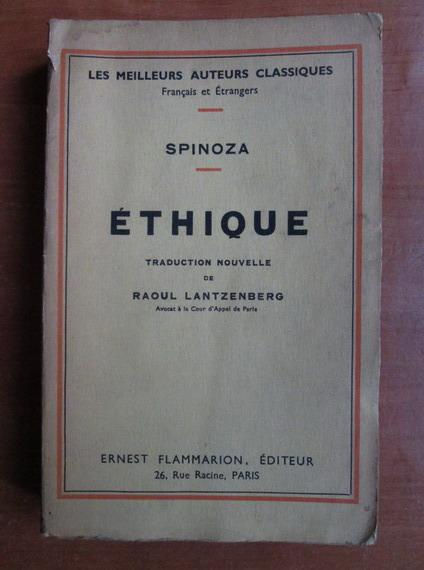 LES MEILLEURS AUTEURS CLASSIQUES
Français et Étrangers
SPINOZA
ÉTHIQUE
TRADUCTION NOUVELLE
DE
RAOUL LANTZENBERG
Avocat à la Cour d'Appel de Paris
ERNEST FLAMMARION, ÉDITEUR
26, Rue Racine, PARIS